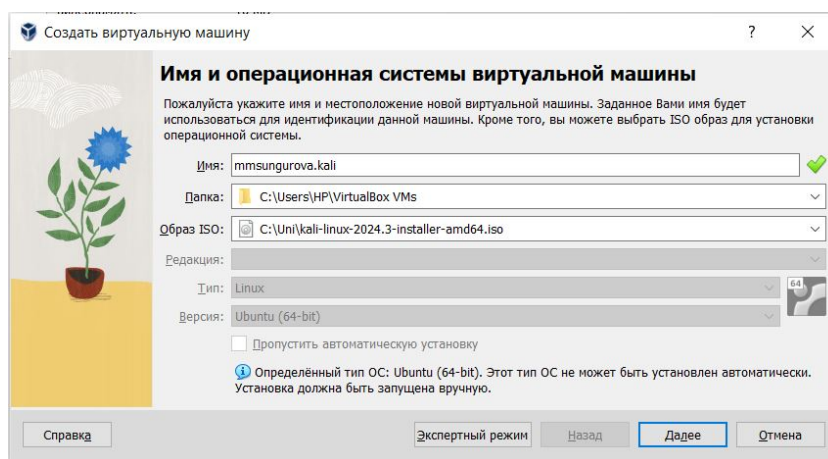 Создать виртуальную машину
?
Имя и операционная системы виртуальной машины
Пожалуйста укажите имя и местоположение новой виртуальной машины. Заданное Вами имя будет
использоваться для идентификации данной машины. Кроме того, вы можете выбрать ISO образ для установки
операционной системы.
Имя: mmsungurova.kali
Папка: C:\Users\HP\VirtualBox VMs
Образ ISO: C:\Uni\kali-linux-2024.3-installer-amd64.iso
Редакция:
Тип: Linux
64
Версия: Ubuntu (64-bit)
Пропустить автоматическую установку
Определённый тип ОС: Ubuntu (64-bit). Этот тип ОС не может быть установлен автоматически.
Установка должна быть запущена вручную.
Справка Экспертный режим Назад Далее Отмена